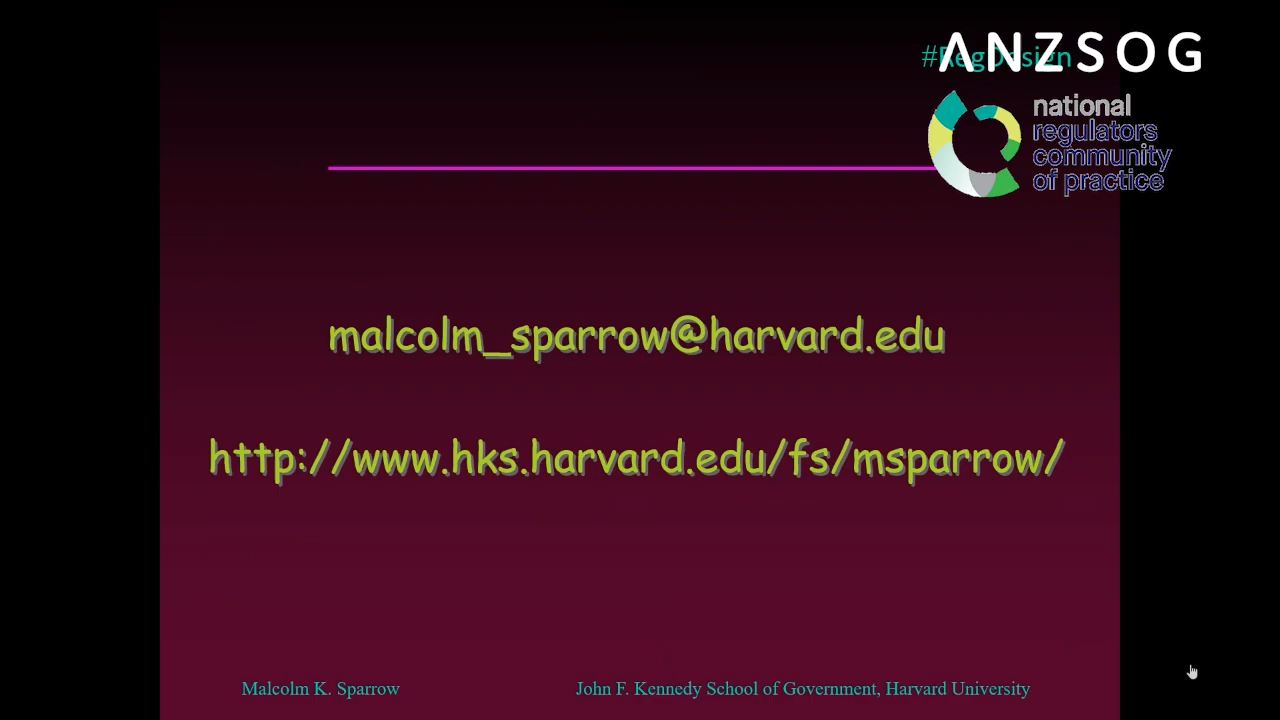 #RegDesign
ANZSOG
national
regulators
community
of practice
malcolm_sparrow@harvard.edu
http://www.hks.harvard.edu/fs/msparrow/
Malcolm K. Sparrow
John F. Kennedy School of Government, Harvard University